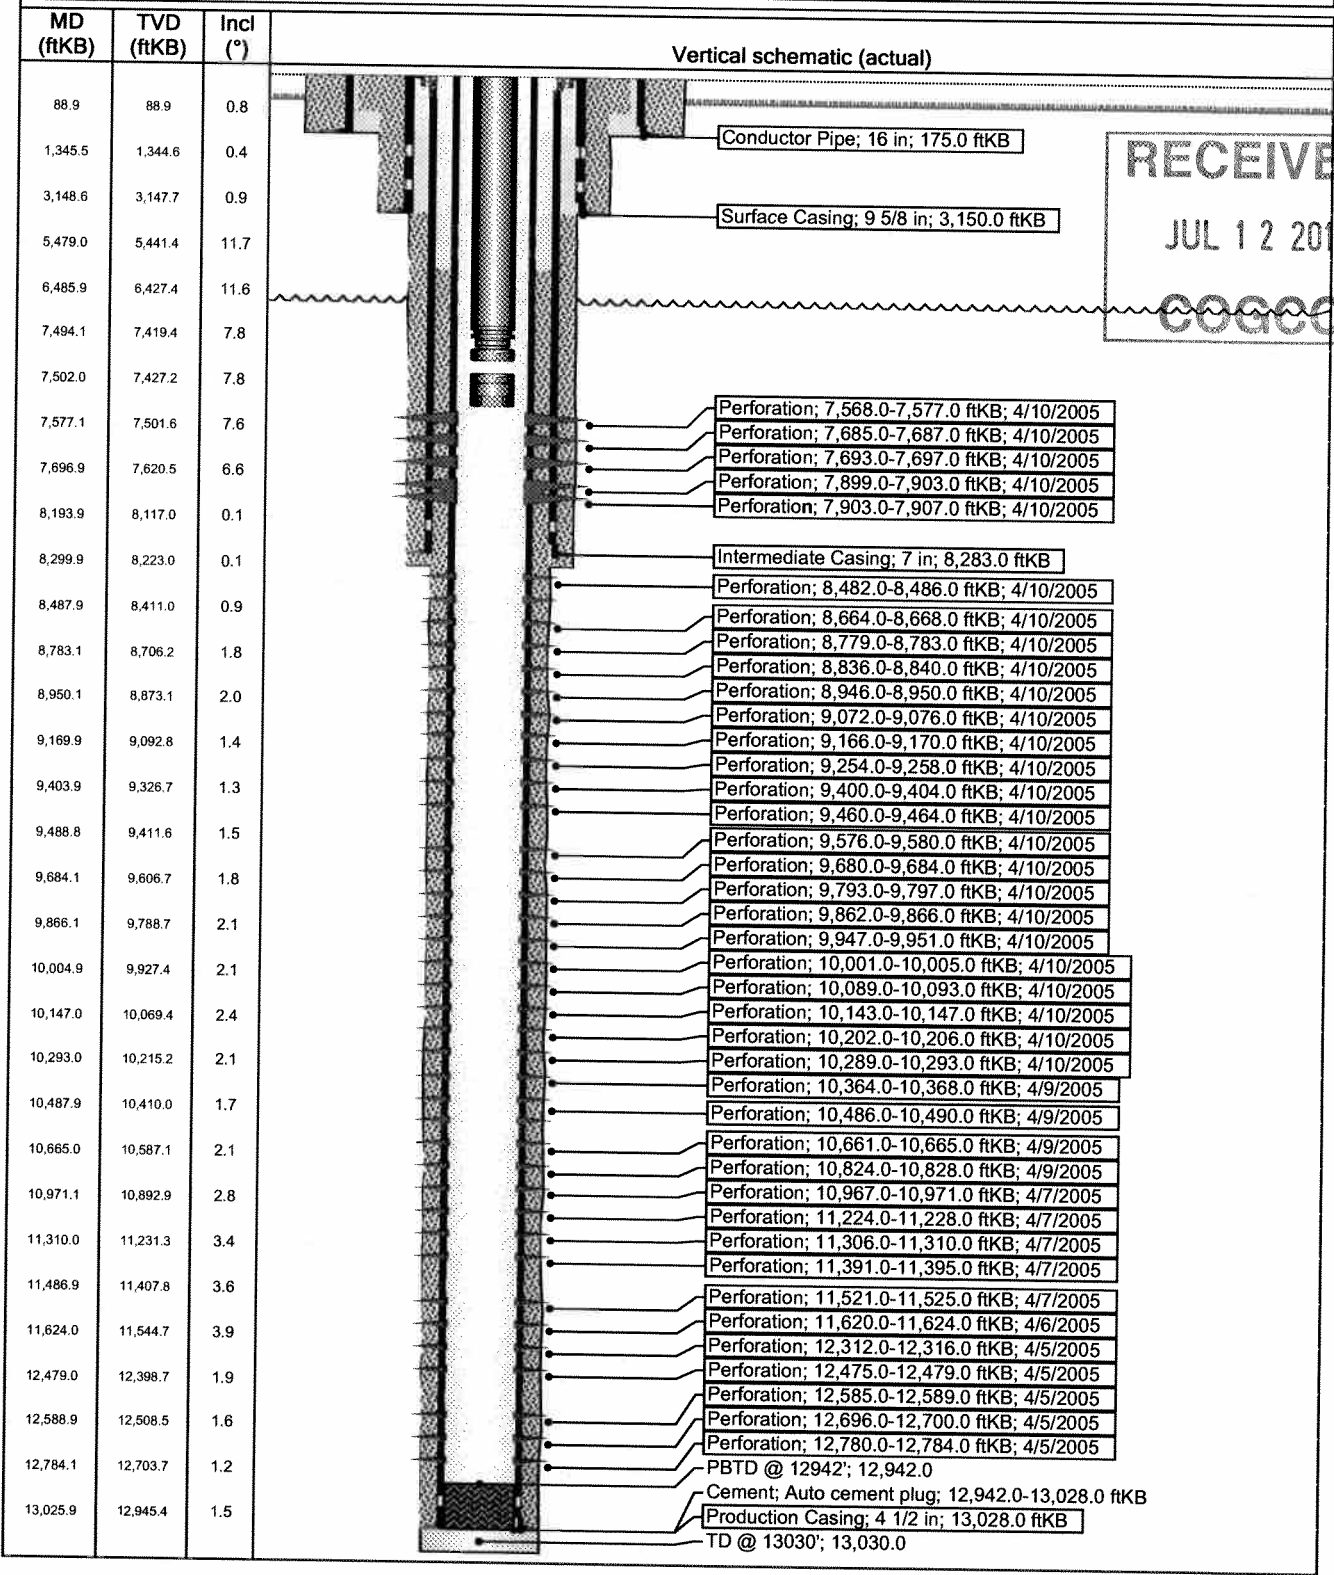 MD (ftKB) TVD (ftKB) Incl (°) Vertical schematic (actual)
88.9 88.9 0.8
Conductor Pipe; 16 in; 175.0 ftKB
1,345.5 1,344.6 0.4
3,148.6 3,147.7 0.9
Surface Casing; 9 5/8 in; 3,150.0 ftKB
RECEIVE
JUL 12 201
COGCC
5,479.0 5,441.4 11.7
6,485.9 6,427.4 11.6
7,494.1 7,419.4 7.8
7,502.0 7,427.2 7.8
Perforation; 7,568.0-7,577.0 ftKB; 4/10/2005
7,577.1 7,501.6 7.6
Perforation; 7,685.0-7,687.0 ftKB; 4/10/2005
Perforation; 7,693.0-7,697.0 ftKB; 4/10/2005
7,696.9 7,620.5 6.6
Perforation; 7,899.0-7,903.0 ftKB; 4/10/2005
Perforation; 7,903.0-7,907.0 ftKB; 4/10/2005
8,193.9 8,117.0 0.1
8,299.9 8,223.0 0.1
Intermediate Casing; 7 in; 8,283.0 ftKB
Perforation; 8,482.0-8,486.0 ftKB; 4/10/2005
8,487.9 8,411.0 0.9
Perforation; 8,664.0-8,668.0 ftKB; 4/10/2005
Perforation; 8,779.0-8,783.0 ftKB; 4/10/2005
8,783.1 8,706.2 1.8
Perforation; 8,836.0-8,840.0 ftKB; 4/10/2005
Perforation; 8,946.0-8,950.0 ftKB; 4/10/2005
8,950.1 8,873.1 2.0
Perforation; 9,072.0-9,076.0 ftKB; 4/10/2005
Perforation; 9,166.0-9,170.0 ftKB; 4/10/2005
9,169.9 9,092.8 1.4
Perforation; 9,254.0-9,258.0 ftKB; 4/10/2005
9,403.9 9,326.7 1.3
Perforation; 9,400.0-9,404.0 ftKB; 4/10/2005
Perforation; 9,460.0-9,464.0 ftKB; 4/10/2005
9,488.8 9,411.6 1.5
Perforation; 9,576.0-9,580.0 ftKB; 4/10/2005
Perforation; 9,680.0-9,684.0 ftKB; 4/10/2005
9,684.1 9,606.7 1.8
Perforation; 9,793.0-9,797.0 ftKB; 4/10/2005
Perforation; 9,862.0-9,866.0 ftKB; 4/10/2005
9,866.1 9,788.7 2.1
Perforation; 9,947.0-9,951.0 ftKB; 4/10/2005
Perforation; 10,001.0-10,005.0 ftKB; 4/10/2005
10,004.9 9,927.4 2.1
Perforation; 10,089.0-10,093.0 ftKB; 4/10/2005
Perforation; 10,143.0-10,147.0 ftKB; 4/10/2005
10,147.0 10,069.4 2.4
Perforation; 10,202.0-10,206.0 ftKB; 4/10/2005
10,293.0 10,215.2 2.1
Perforation; 10,289.0-10,293.0 ftKB; 4/10/2005
Perforation; 10,364.0-10,368.0 ftKB; 4/9/2005
10,487.9 10,410.0 1.7
Perforation; 10,486.0-10,490.0 ftKB; 4/9/2005
Perforation; 10,661.0-10,665.0 ftKB; 4/9/2005
10,665.0 10,587.1 2.1
Perforation; 10,824.0-10,828.0 ftKB; 4/9/2005
Perforation; 10,967.0-10,971.0 ftKB; 4/7/2005
10,971.1 10,892.9 2.8
Perforation; 11,224.0-11,228.0 ftKB; 4/7/2005
11,310.0 11,231.3 3.4
Perforation; 11,306.0-11,310.0 ftKB; 4/7/2005
Perforation; 11,391.0-11,395.0 ftKB; 4/7/2005
11,486.9 11,407.8 3.6
Perforation; 11,521.0-11,525.0 ftKB; 4/7/2005
Perforation; 11,620.0-11,624.0 ftKB; 4/6/2005
11,624.0 11,544.7 3.9
Perforation; 12,312.0-12,316.0 ftKB; 4/5/2005
12,479.0 12,398.7 1.9
Perforation; 12,475.0-12,479.0 ftKB; 4/5/2005
Perforation; 12,585.0-12,589.0 ftKB; 4/5/2005
12,588.9 12,508.5 1.6
Perforation; 12,696.0-12,700.0 ftKB; 4/5/2005
Perforation; 12,780.0-12,784.0 ftKB; 4/5/2005
12,784.1 12,703.7 1.2
PBTD @ 12942'; 12,942.0
Cement; Auto cement plug; 12,942.0-13,028.0 ftKB
13,025.9 12,945.4 1.5
Production Casing; 4 1/2 in; 13,028.0 ftKB
TD @ 13030'; 13,030.0